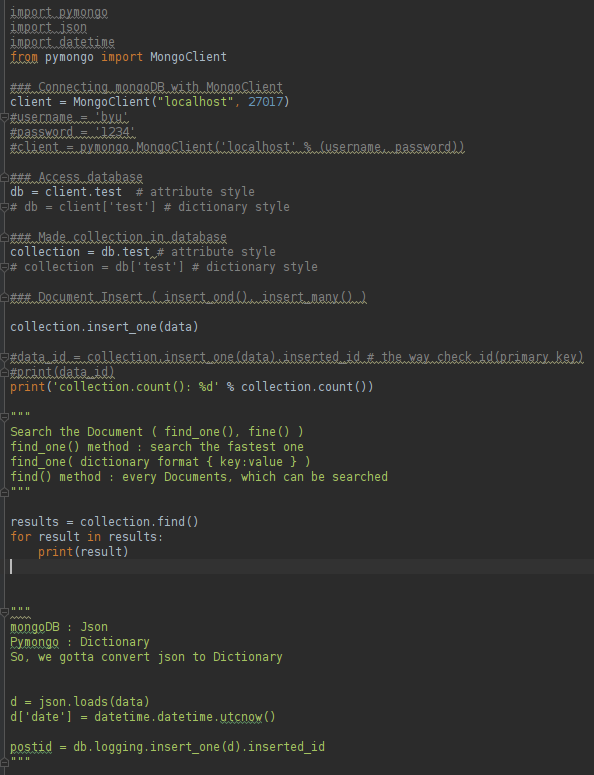 import pymongo
import json
import datetime
from pymongo import MongoClient
### Connecting mongoDB with MongoClient
client = MongoClient("localhost", 27017)
#username = 'byu'
#password = '1234'
#client = pymongo.MongoClient('localhost' % (username, password))
### Access database
db = client.test  # attribute style
# db = client['test'] # dictionary style
### Made collection in database
collection = db.test # attribute style
# collection = db['test'] # dictionary style
### Document Insert ( insert_ond(), insert_many() )
collection.insert_one(data)
#data_id = collection.insert_one(data).inserted_id # the way check id(primary key)
#print(data_id)
print('collection.count(): %d' % collection.count())
"""
Search the Document ( find_one(), fine() )
find_one() method : search the fastest one
find_one( dictionary format { key:value } )
find() method : every Documents, which can be searched
"""
results = collection.find()
for result in results:
    print(result)
"""
mongoDB : Json
Pymongo : Dictionary
So, we gotta convert json to Dictionary
d = json.loads(data)
d['date'] = datetime.datetime.utcnow()
postid = db.logging.insert_one(d).inserted_id
"""